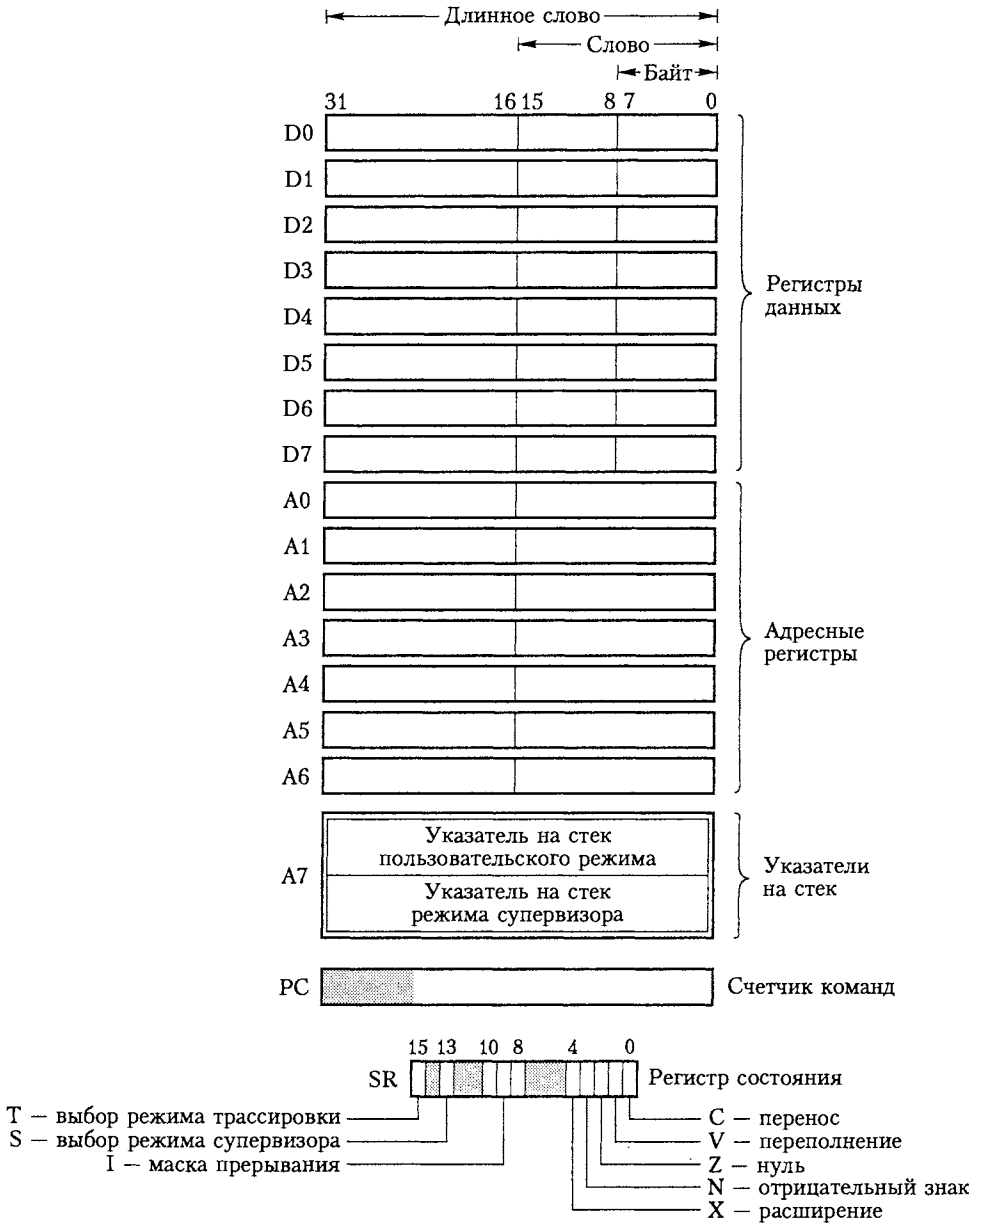 Длинное слово
Слово
Байт
31 16 15 8 7 0
D0
D1
D2
D3
D4
D5
D6
D7
Регистры
данных
A0
A1
A2
A3
A4
A5
A6
Адресные
регистры
A7
Указатель на стек
пользовательского режима
Указатель на стек
режима супервизора
Указатели
на стек
PC
Счетчик команд
15 13 10 8 4 0
SR
Регистр состояния
T — выбор режима трассировки
S — выбор режима супервизора
I — маска прерывания
C — перенос
V — переполнение
Z — нуль
N — отрицательный знак
X — расширение